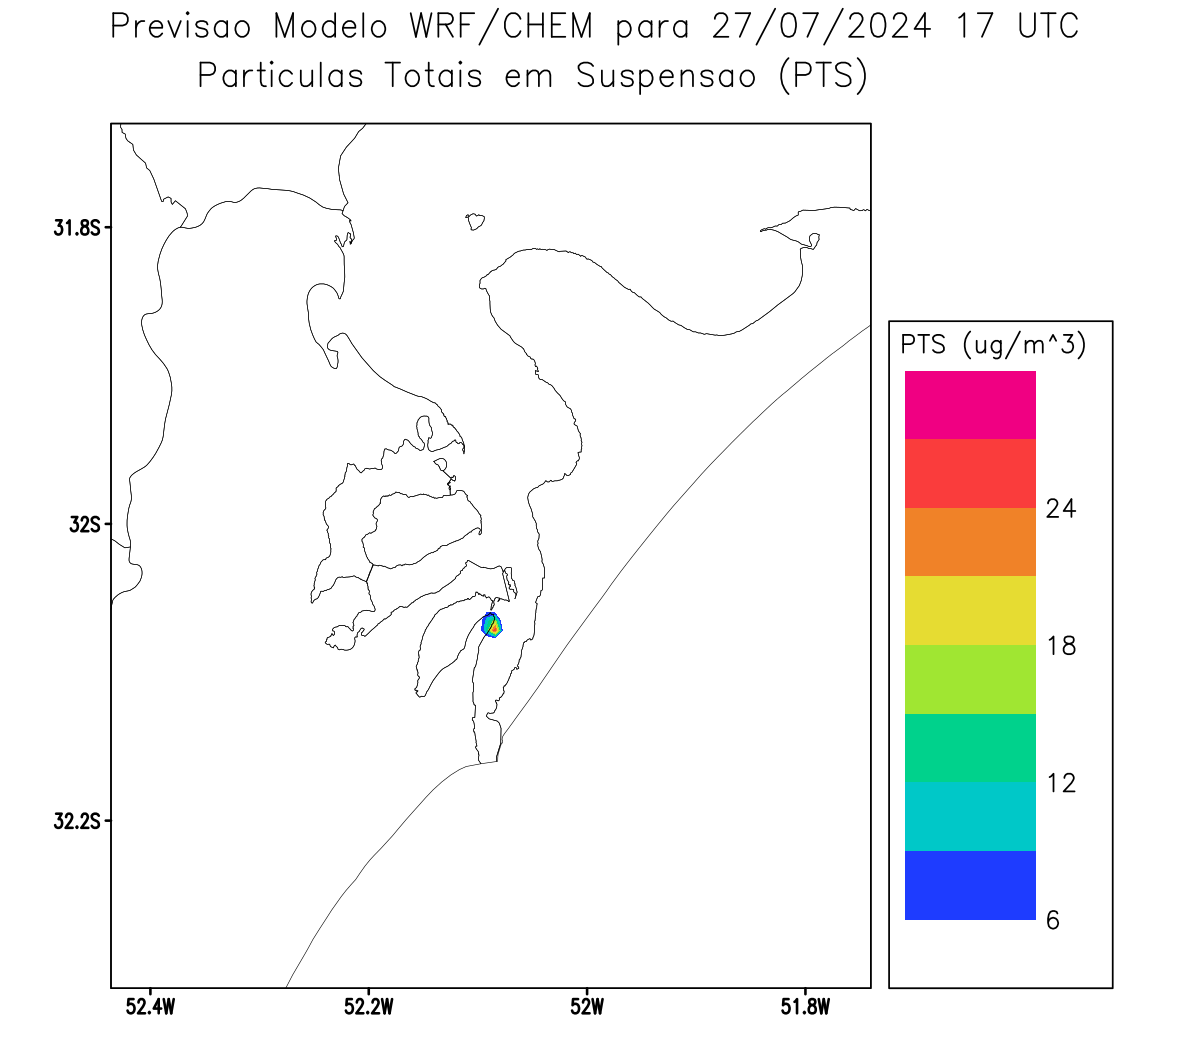 Previsao Modelo WRF/CHEM para 27/07/2024 17 UTC
Particulas Totais em Suspensao (PTS)
31.8S
32S
32.2S
52.4W
52.2W
52W
51.8W
PTS (ug/m^3)
24
18
12
6